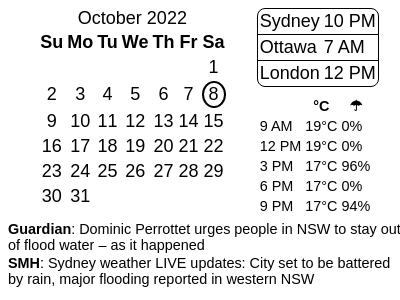 October 2022
Su Mo Tu We Th Fr Sa
1
2 3 4 5 6 7 8
9 10 11 12 13 14 15
16 17 18 19 20 21 22
23 24 25 26 27 28 29
30 31
Sydney 10 PM
Ottawa 7 AM
London 12 PM
°C ☂
9 AM 19°C 0%
12 PM 19°C 0%
3 PM 17°C 96%
6 PM 17°C 0%
9 PM 17°C 94%
Guardian: Dominic Perrottet urges people in NSW to stay out
of flood water – as it happened
SMH: Sydney weather LIVE updates: City set to be battered
by rain, major flooding reported in western NSW